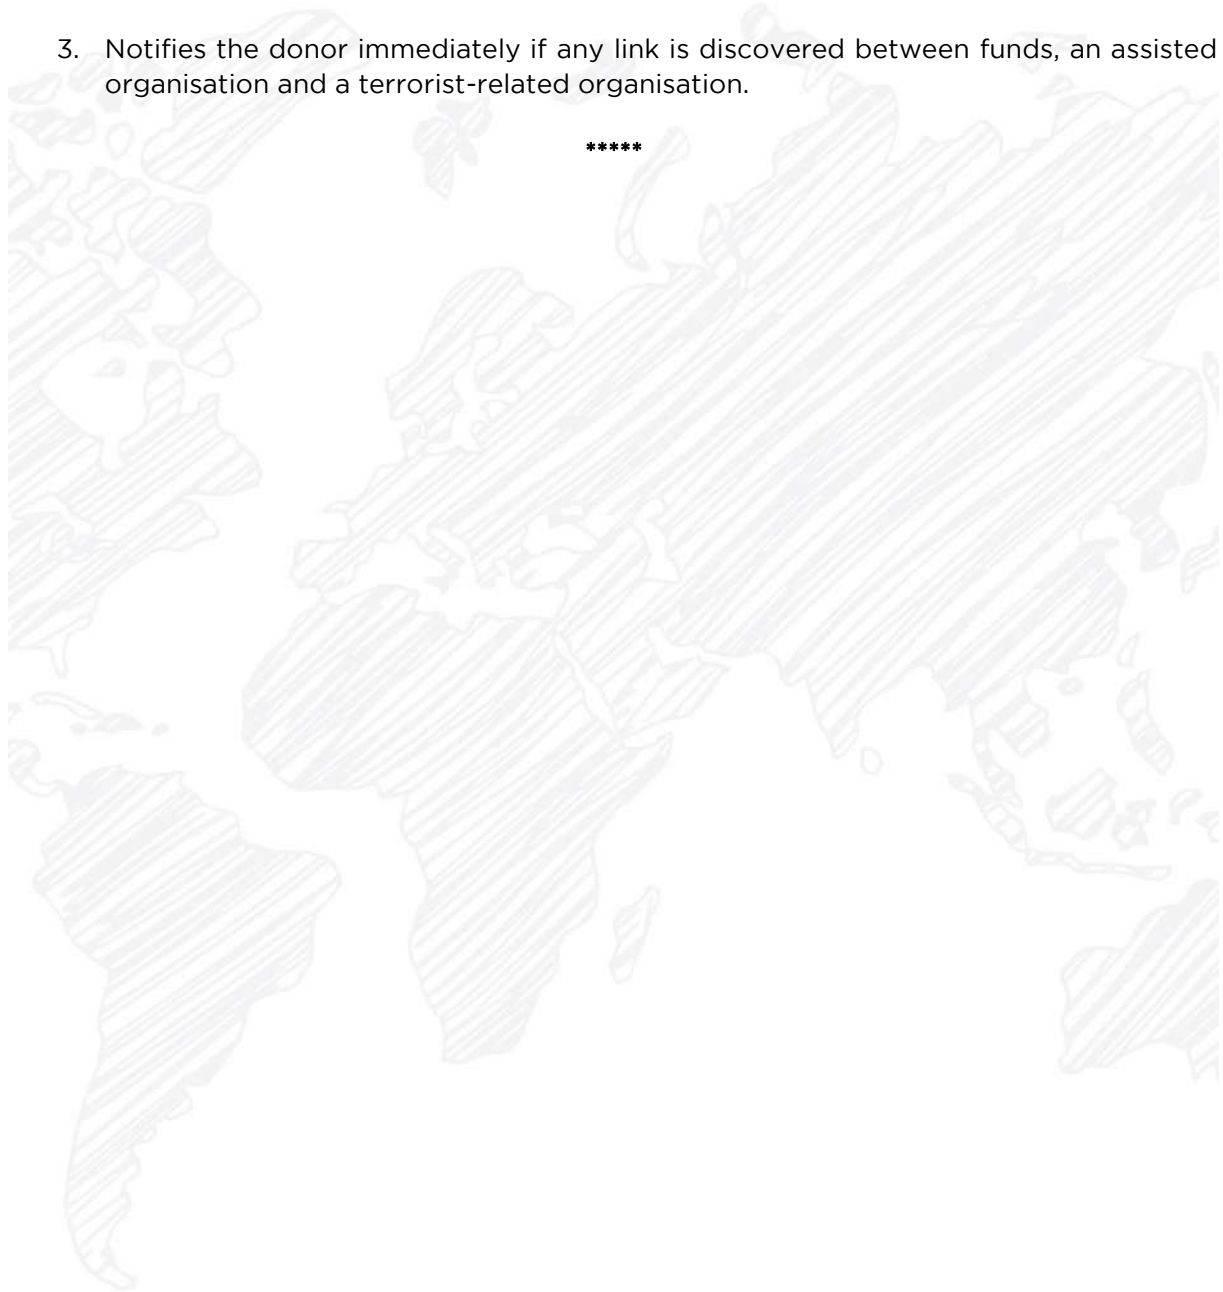 3. Notifies the donor immediately if any link is discovered between funds, an assisted
organisation and a terrorist-related organisation.
*****